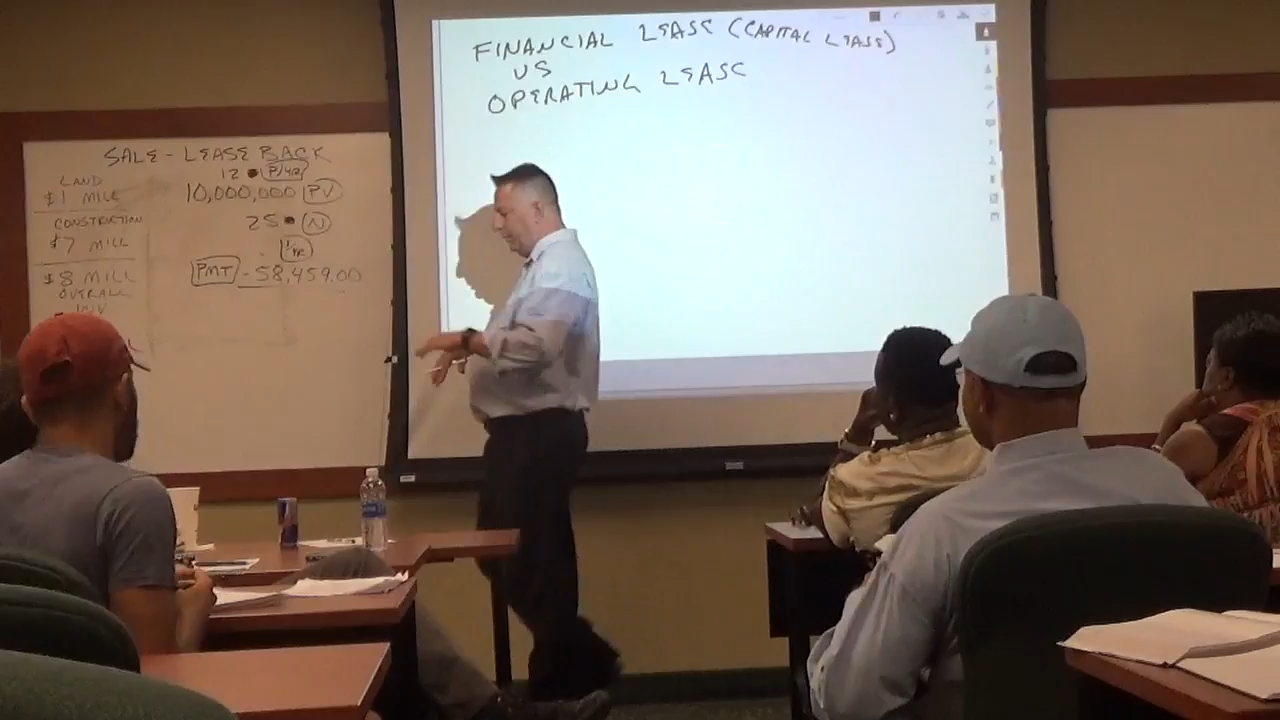 FINANCIAL LEASE (CAPITAL LEASE)
VS
OPERATING LEASE
SALE - LEASE BACK
LAND
$1 MILL
CONSTRUCTION
$7 MILL
$8 MILL
OVERALL
INV
12 P/YR
10,000,000 PV
25 N
I/YR
PMT - 58,459.00